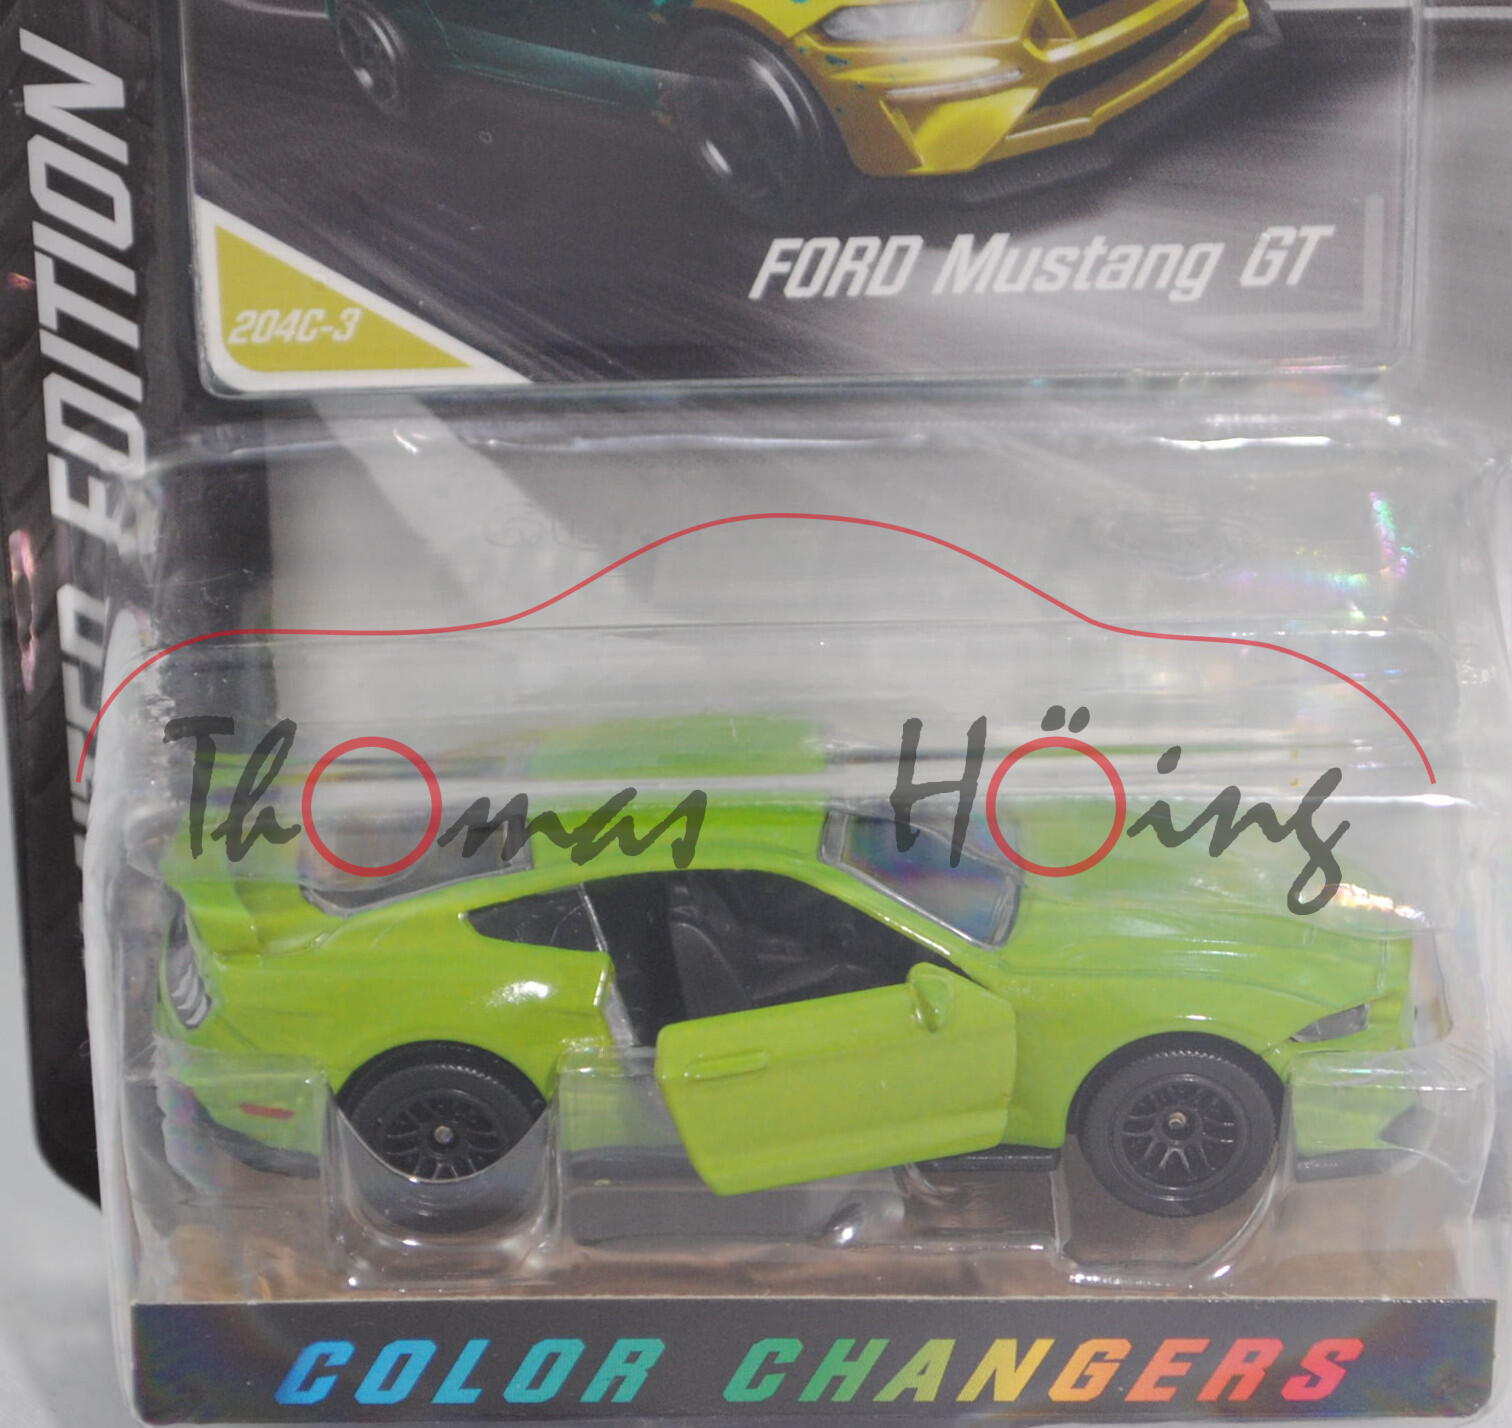 EDITION
204C-3
FORD Mustang GT
Thomas Höing
COLOR CHANGERS